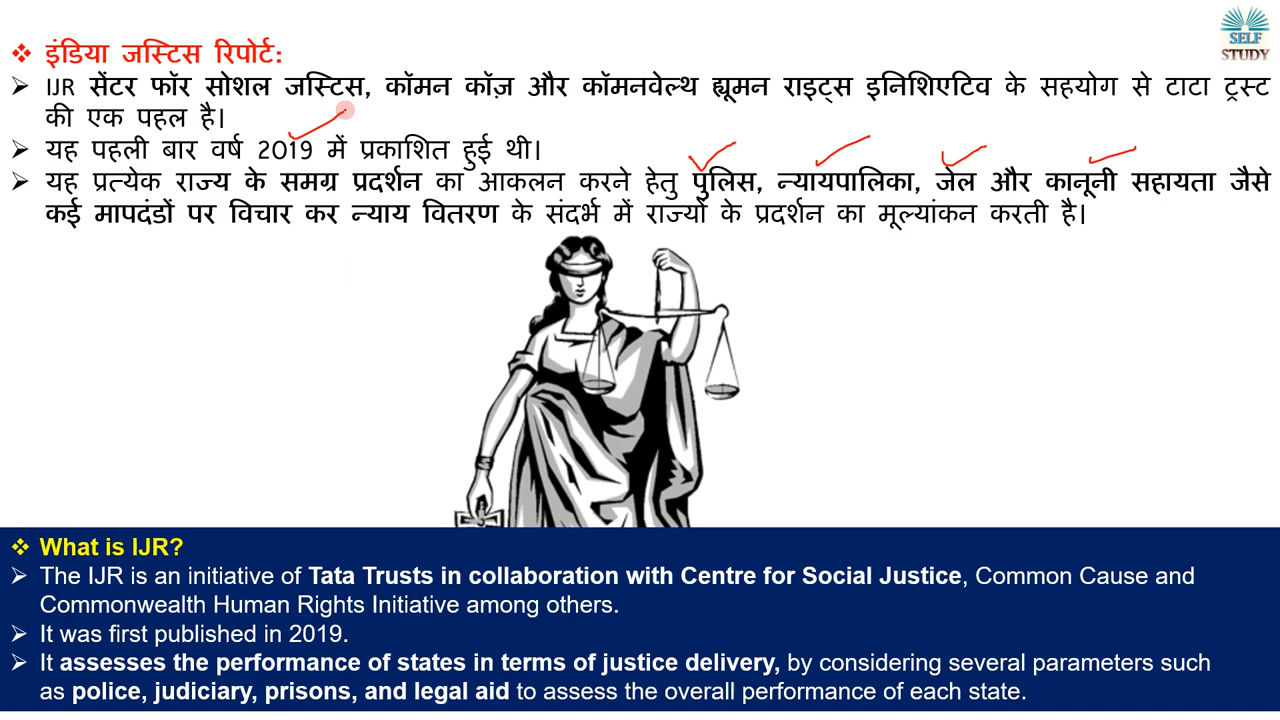 SELF
STUDY
❖ इंडिया जस्टिस रिपोर्ट:
➢ IJR सेंटर फॉर सोशल जस्टिस, कॉमन कॉज़ और कॉमनवेल्थ ह्यूमन राइट्स इनिशिएटिव के सहयोग से टाटा ट्रस्ट
की एक पहल है।
➢ यह पहली बार वर्ष 2019 में प्रकाशित हुई थी।
➢ यह प्रत्येक राज्य के समग्र प्रदर्शन का आकलन करने हेतु पुलिस, न्यायपालिका, जेल और कानूनी सहायता जैसे
कई मापदंडों पर विचार कर न्याय वितरण के संदर्भ में राज्यों के प्रदर्शन का मूल्यांकन करती है।
❖ What is IJR?
➢ The IJR is an initiative of Tata Trusts in collaboration with Centre for Social Justice, Common Cause and
Commonwealth Human Rights Initiative among others.
➢ It was first published in 2019.
➢ It assesses the performance of states in terms of justice delivery, by considering several parameters such
as police, judiciary, prisons, and legal aid to assess the overall performance of each state.